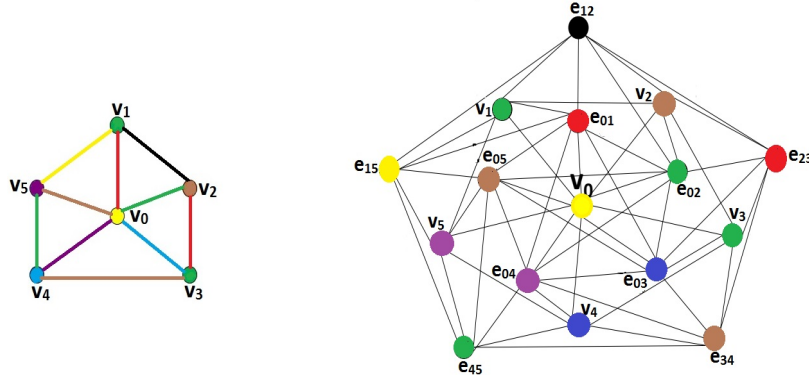 v₁
v₅
v₂
v₀
v₄
v₃
e₁₂
v₁
v₂
e₀₁
e₁₅
e₀₅
e₂₃
e₀₂
v₀
v₅
v₃
e₀₄
e₀₃
v₄
e₄₅
e₃₄